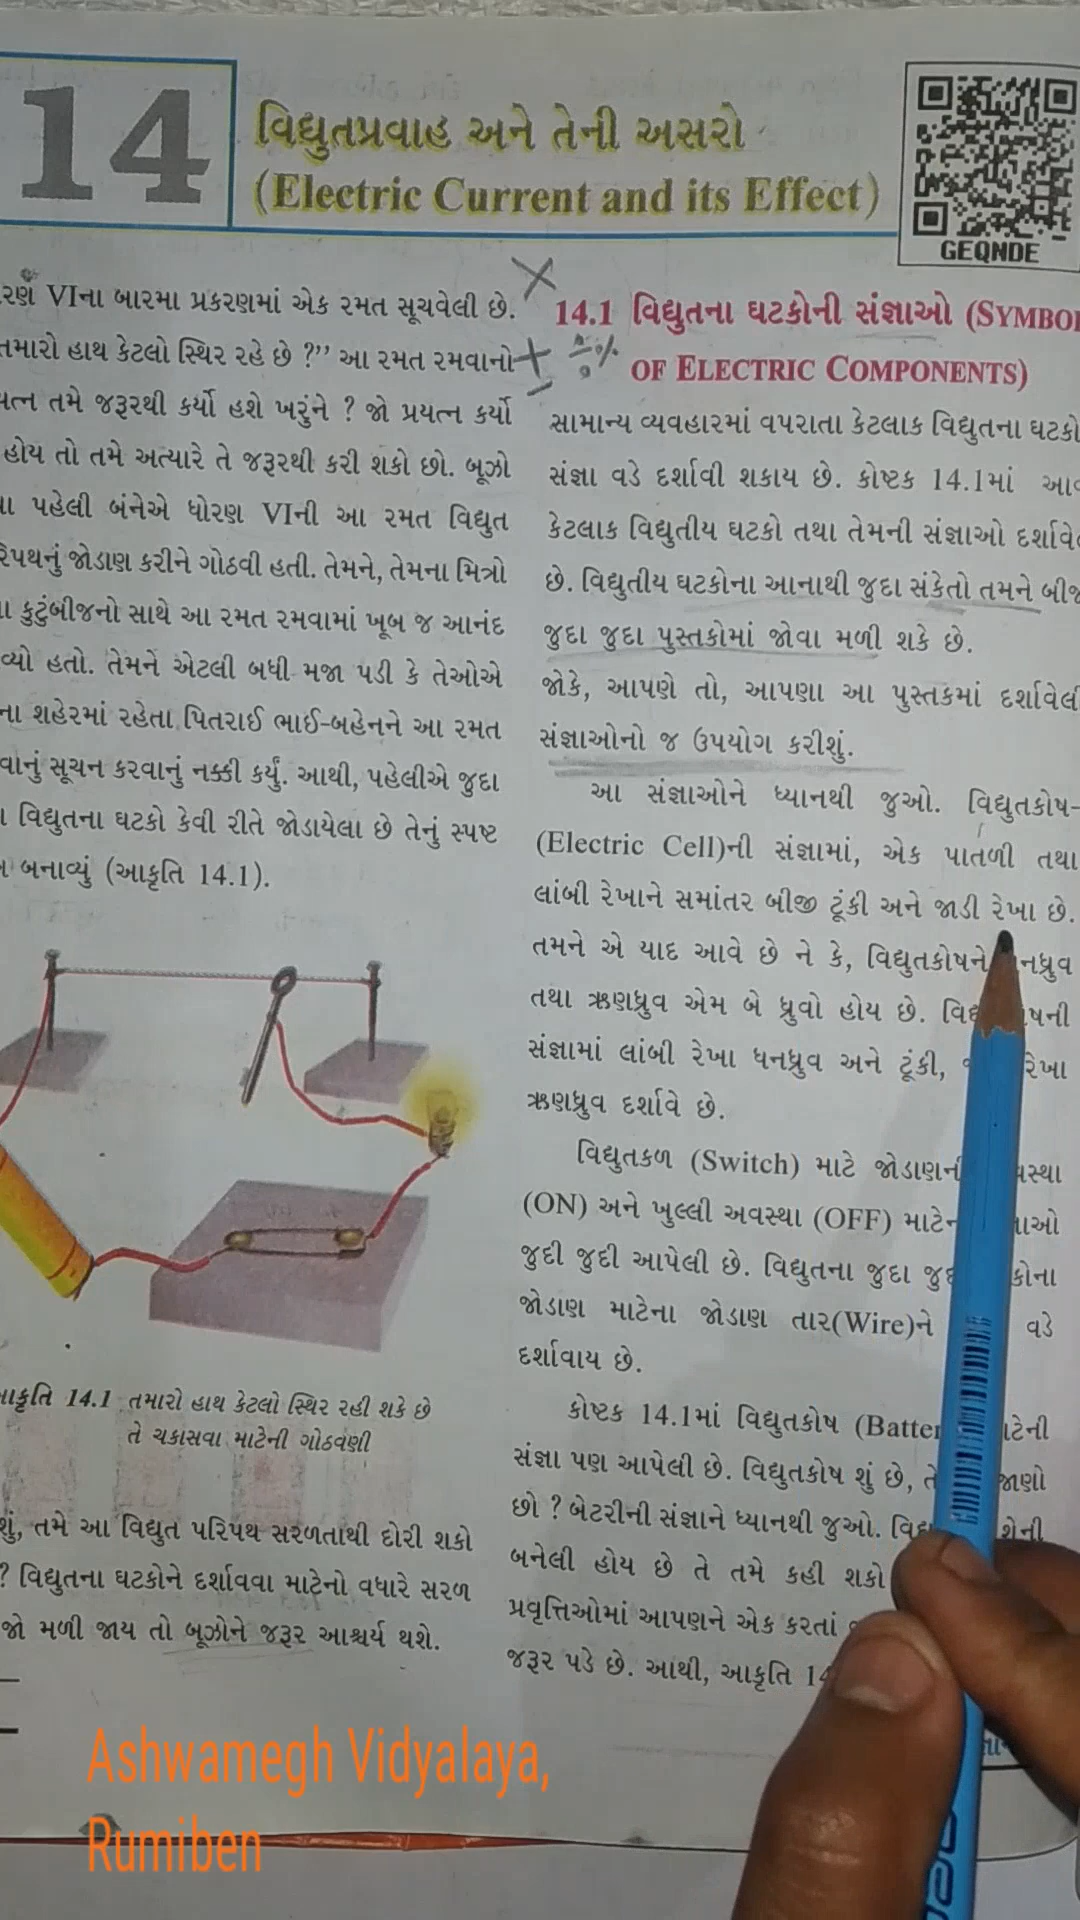 14
વિદ્યુતપ્રવાહ અને તેની અસરો
(Electric Current and its Effect)
GEQNDE
VIના બારમા પ્રકરણમાં એક રમત સૂચવેલી છે.
તમારો હાથ કેટલો સ્થિર રહે છે ?” આ રમત રમવાનો
તમે જરૂરથી કર્યો હશે ખરુંને ? જો પ્રયત્ન કર્યો
હોય તો તમે અત્યારે તે જરૂરથી કરી શકો છો. બૂઝો
પહેલી બંનેએ ધોરણ VIની આ રમત વિદ્યુત
જોડાણ કરીને ગોઠવી હતી. તેમને, તેમના મિત્રો
કુટુંબીજનો સાથે આ રમત રમવામાં ખૂબ જ આનંદ
હતો. તેમને એટલી બધી મજા પડી કે તેઓએ
શહેરમાં રહેતા પિતરાઈ ભાઈ-બહેનને આ રમત
સૂચન કરવાનું નક્કી કર્યું. આથી, પહેલીએ જુદા
વિદ્યુતના ઘટકો કેવી રીતે જોડાયેલા છે તેનું સ્પષ્ટ
બનાવ્યું (આકૃતિ 14.1).
14.1 તમારો હાથ કેટલો સ્થિર રહી શકે છે
તે ચકાસવા માટેની ગોઠવણી
શું, તમે આ વિદ્યુત પરિપથ સરળતાથી દોરી શકો
? વિદ્યુતના ઘટકોને દર્શાવવા માટેનો વધારે સરળ
જો મળી જાય તો બૂઝોને જરૂર આશ્ચર્ય થશે.
14.1 વિદ્યુતના ઘટકોની સંજ્ઞાઓ (SYMBOL
OF ELECTRIC COMPONENTS)
સામાન્ય વ્યવહારમાં વપરાતા કેટલાક વિદ્યુતના ઘટકો
સંજ્ઞા વડે દર્શાવી શકાય છે. કોષ્ટક 14.1માં
કેટલાક વિદ્યુતીય ઘટકો તથા તેમની સંજ્ઞાઓ
છે. વિદ્યુતીય ઘટકોના આનાથી જુદા સંકેતો તમને
જુદા જુદા પુસ્તકોમાં જોવા મળી શકે છે.
જોકે, આપણે તો, આપણા આ પુસ્તકમાં દર્શાવેલી
સંજ્ઞાઓનો જ ઉપયોગ કરીશું.
આ સંજ્ઞાઓને ધ્યાનથી જુઓ. વિદ્યુતકોષ-
(Electric Cell)ની સંજ્ઞામાં, એક પાતળી તથા
લાંબી રેખાને સમાંતર બીજી ટૂંકી અને જાડી રેખા છે.
તમને એ યાદ આવે છે ને કે, વિદ્યુતકોષને
તથા ઋણધ્રુવ એમ બે ધ્રુવો હોય છે.
સંજ્ઞામાં લાંબી રેખા ધનધ્રુવ અને ટૂંકી, રેખા
ઋણધ્રુવ દર્શાવે છે.
વિદ્યુતકળ (Switch) માટે
(ON) અને ખુલ્લી અવસ્થા (OFF)
જુદી જુદી આપેલી છે. વિદ્યુતના જુદા
જોડાણ માટેના જોડાણ તાર(Wire)ને વડે
દર્શાવાય છે.
કોષ્ટક 14.1માં વિદ્યુતકોષ
સંજ્ઞા પણ આપેલી છે. વિદ્યુતકોષ શું છે, જાણો
છો ? બેટરીની સંજ્ઞાને ધ્યાનથી જુઓ.
બનેલી હોય છે તે તમે કહી શકો
પ્રવૃત્તિઓમાં આપણને એક કરતાં
જરૂર પડે છે. આથી, આકૃતિ
Ashwamegh Vidyalaya,
Rumiben